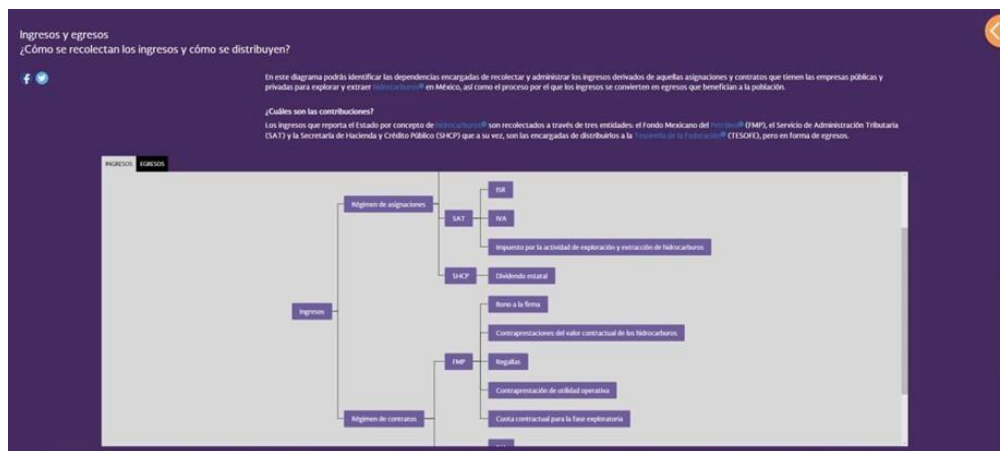 Ingresos y egresos
¿Cómo se recolectan los ingresos y cómo se distribuyen?
En este diagrama podrás identificar las dependencias encargadas de recolectar y administrar los ingresos derivados de aquellas asignaciones y contratos que tienen las empresas públicas y
privadas para explorar y extraer hidrocarburos en México, así como el proceso por el que los ingresos se convierten en egresos que benefician a la población.
¿Cuáles son las contribuciones?
Los ingresos que reporta el Estado por concepto de hidrocarburos son recolectados a través de tres entidades: el Fondo Mexicano del Petróleo (FMP), el Servicio de Administración Tributaria
(SAT) y la Secretaría de Hacienda y Crédito Público (SHCP) que a su vez, son las encargadas de distribuirlos a la Tesorería de la Federación (TESOFE), pero en forma de egresos.
INGRESOS EGRESOS
ISR
Régimen de asignaciones
SAT
IVA
Impuesto por la actividad de exploración y extracción de hidrocarburos
SHCP
Dividendo estatal
Bono a la firma
Ingresos
Contraprestaciones del valor contractual de los hidrocarburos
FMP
Regalías
Contraprestación de utilidad operativa
Régimen de contratos
Cuota contractual para la fase exploratoria